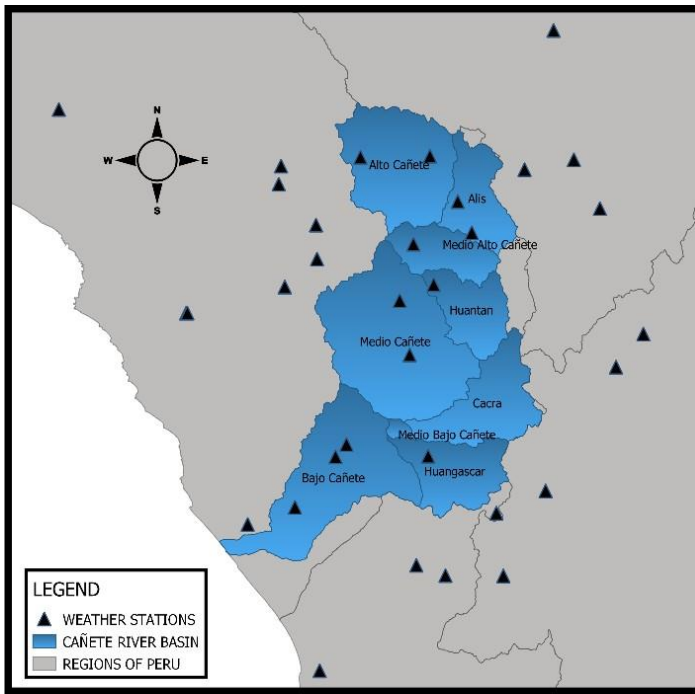 N
W
E
S
Alto Cañete
Alis
Medio Alto Cañete
Huantan
Medio Cañete
Cacra
Medio Bajo Cañete
Huangascar
Bajo Cañete
LEGEND
WEATHER STATIONS
CAÑETE RIVER BASIN
REGIONS OF PERU